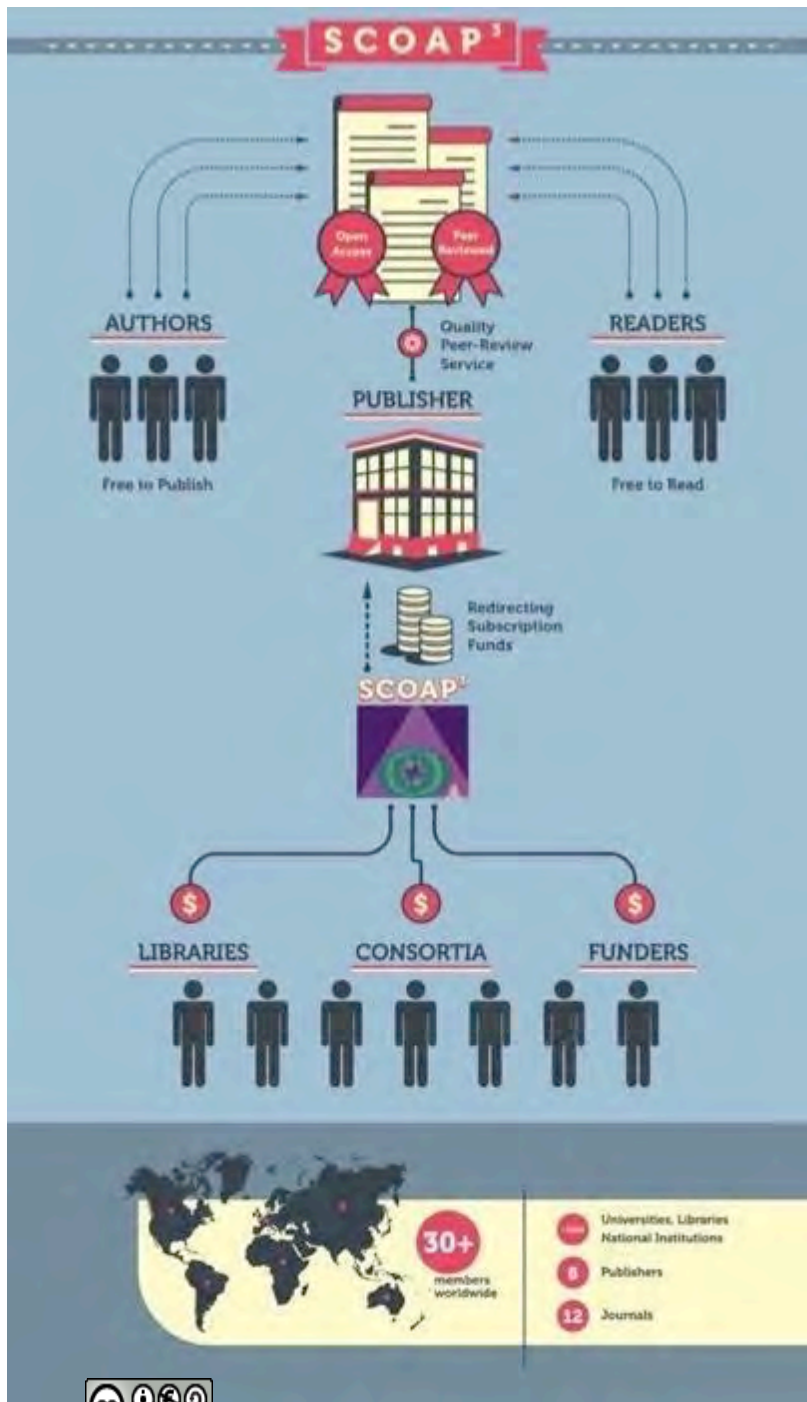 SCOAP³
Open
Access
Peer
Reviewed
AUTHORS
Free to Publish
READERS
Free to Read
Quality
Peer-Review
Service
PUBLISHER
Redirecting
Subscription
Funds
SCOAP³
$
$
$
LIBRARIES
CONSORTIA
FUNDERS
30+
members
worldwide
Universities, Libraries
National Institutions
Publishers
12
Journals